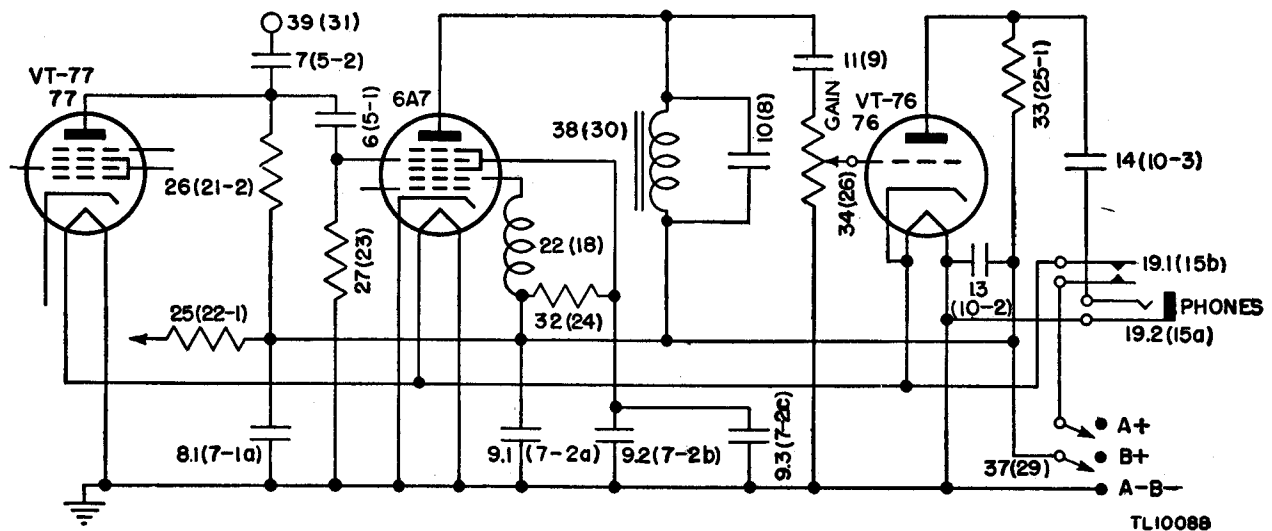 39 (31)
7(5-2)
VT-77
77
6(5-1)
6A7
26(21-2)
27(23)
25(22-1)
22(18)
32(24)
38(30)
10(8)
11(9)
GAIN
34(26)
VT-76
76
33(25-1)
14(10-3)
13
(10-2)
19.1(15b)
PHONES
19.2(15a)
8.1(7-1a)
9.1 (7-2a)
9.2(7-2b)
9.3(7-2c)
37(29)
A+
B+
A-B-
TL10088